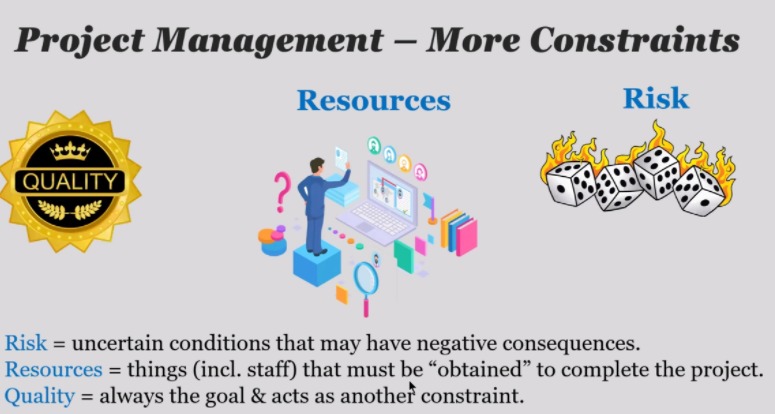 Project Management – More Constraints
Resources
Risk
QUALITY
Risk = uncertain conditions that may have negative consequences.
Resources = things (incl. staff) that must be “obtained” to complete the project.
Quality = always the goal & acts as another constraint.